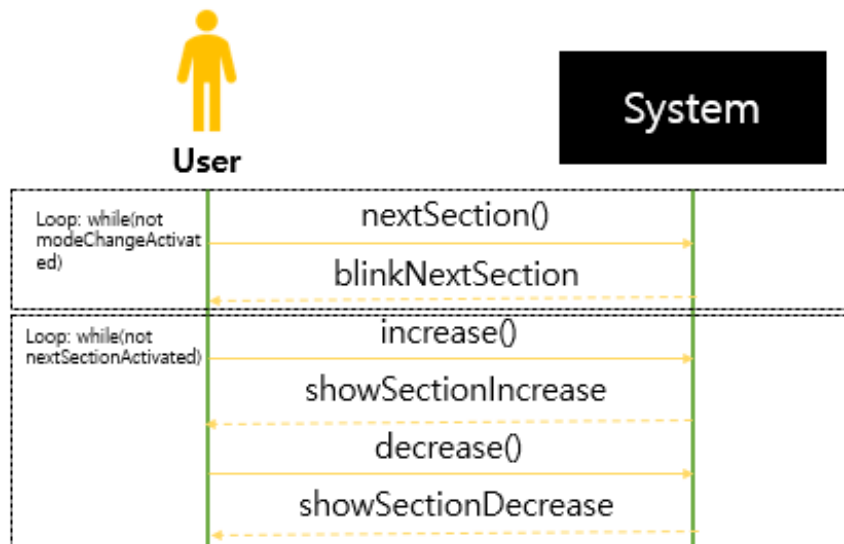 System
User
Loop: while(not
modeChangeActivat
ed)
nextSection()
blinkNextSection
Loop: while(not
nextSectionActivated)
increase()
showSectionIncrease
decrease()
showSectionDecrease